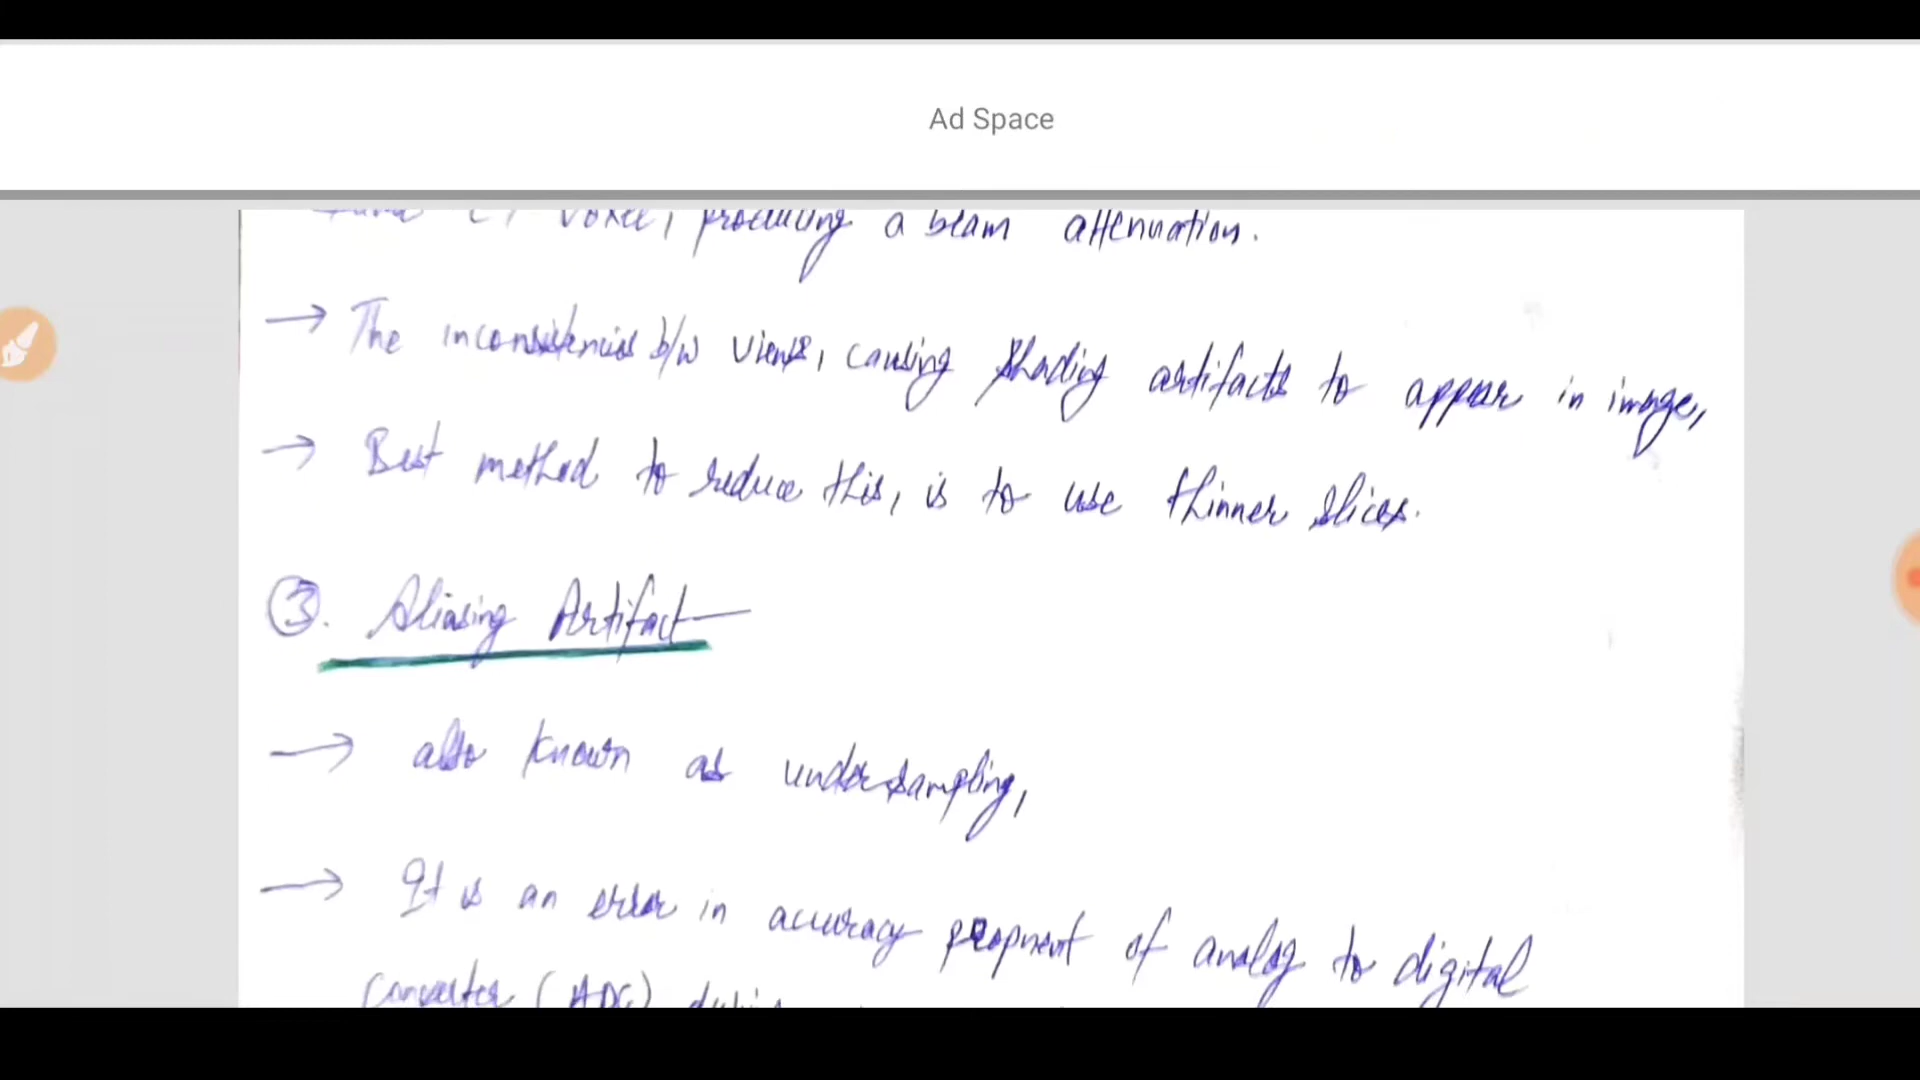 Ad Space
CT voxel, producing a beam attenuation.
→ The inconsistencies b/w views, causing shading artifacts to appear in image,
→ Best method to reduce this, is to use thinner slices.
③. Aliasing Artifact
→ also known as undersampling,
→ It is an error in accuracy of analog to digital
converter (ADC)